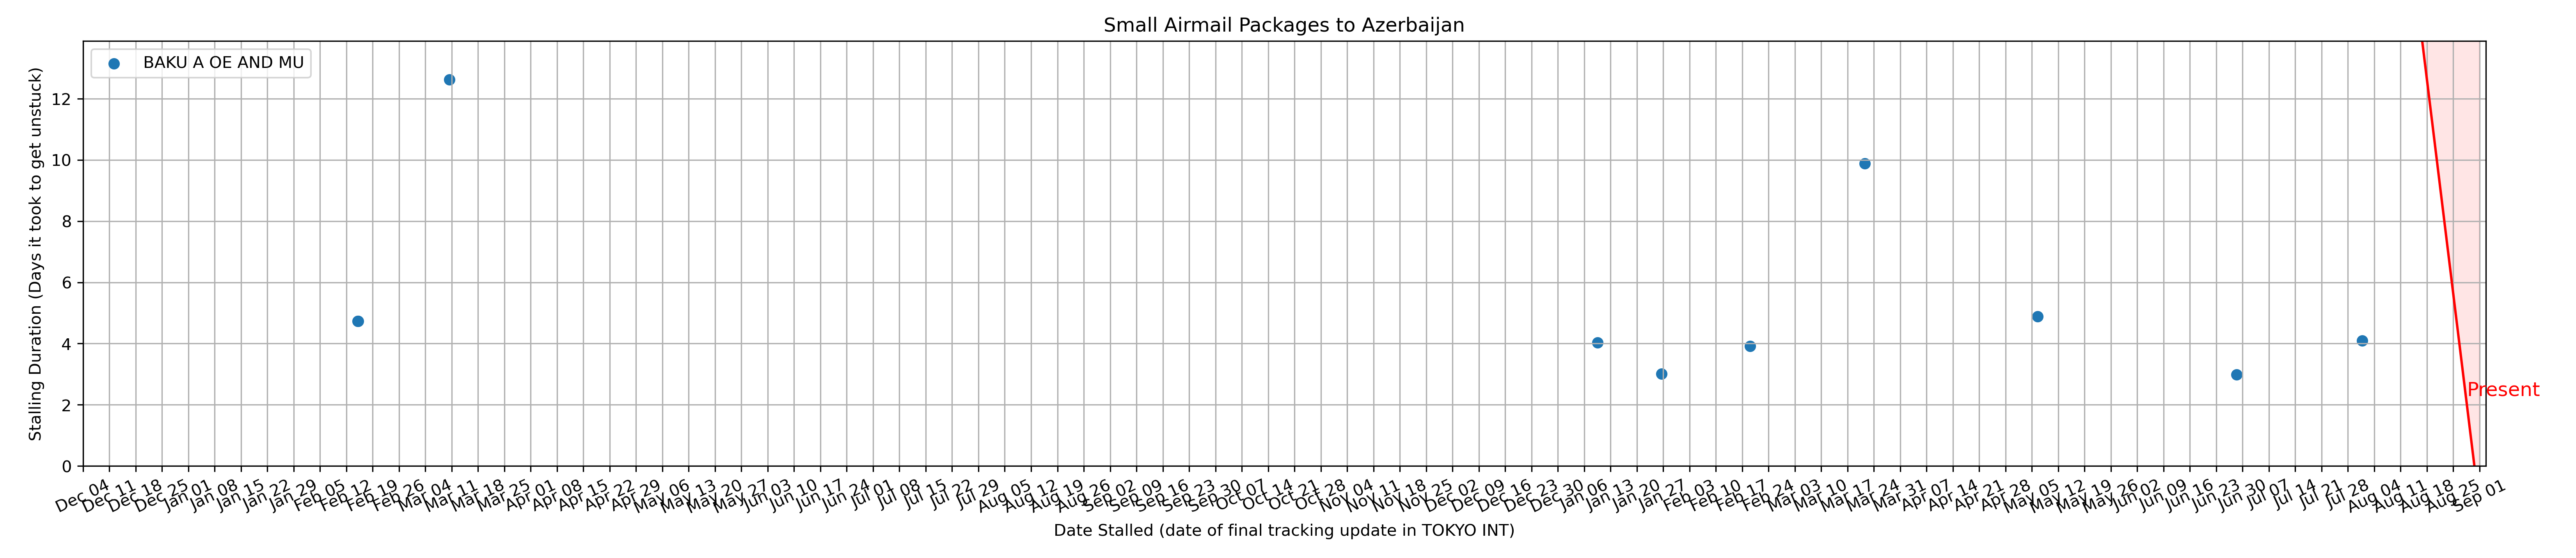 Small Airmail Packages to Azerbaijan
BAKU A OE AND MU
Stalling Duration (Days it took to get unstuck)
12
10
8
6
4
2
0
Present
Dec 04 Dec 11 Dec 18 Dec 25 Jan 01 Jan 08 Jan 15 Jan 22 Jan 29 Feb 05 Feb 12 Feb 19 Feb 26 Mar 04 Mar 11 Mar 18 Mar 25 Apr 01 Apr 08 Apr 15 Apr 22 Apr 29 May 06 May 13 May 20 May 27 Jun 03 Jun 10 Jun 17 Jun 24 Jul 01 Jul 08 Jul 15 Jul 22 Jul 29 Aug 05 Aug 12 Aug 19 Aug 26 Sep 02 Sep 09 Sep 16 Sep 23 Sep 30 Oct 07 Oct 14 Oct 21 Oct 28 Nov 04 Nov 11 Nov 18 Nov 25 Dec 02 Dec 09 Dec 16 Dec 23 Dec 30 Jan 06 Jan 13 Jan 20 Jan 27 Feb 03 Feb 10 Feb 17 Feb 24 Mar 03 Mar 10 Mar 17 Mar 24 Mar 31 Apr 07 Apr 14 Apr 21 Apr 28 May 05 May 12 May 19 May 26 Jun 02 Jun 09 Jun 16 Jun 23 Jun 30 Jul 07 Jul 14 Jul 21 Jul 28 Aug 04 Aug 11 Aug 18 Aug 25 Sep 01
Date Stalled (date of final tracking update in TOKYO INT)